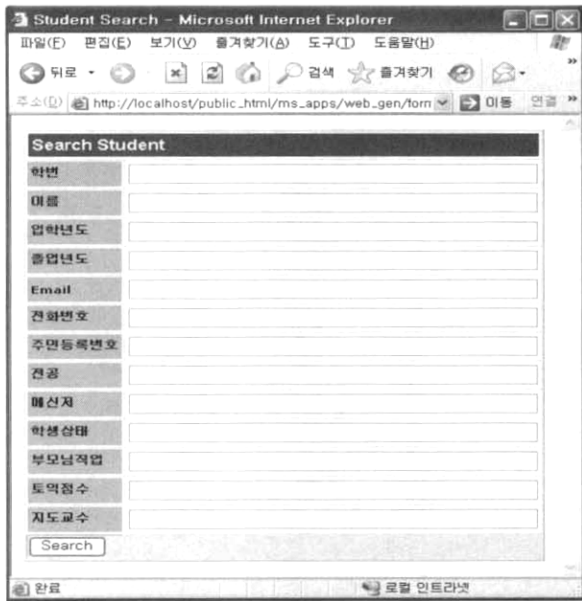 Student Search - Microsoft Internet Explorer
파일(F) 편집(E) 보기(V) 즐겨찾기(A) 도구(T) 도움말(H)
뒤로 검색 즐겨찾기
주소(D) http://localhost/public_html/ms_apps/web_gen/forn 이동 연결 »
Search Student
학번
이름
입학년도
졸업년도
Email
전화번호
주민등록번호
전공
메신저
학생상태
부모님직업
토익점수
지도교수
Search
완료 로컬 인트라넷